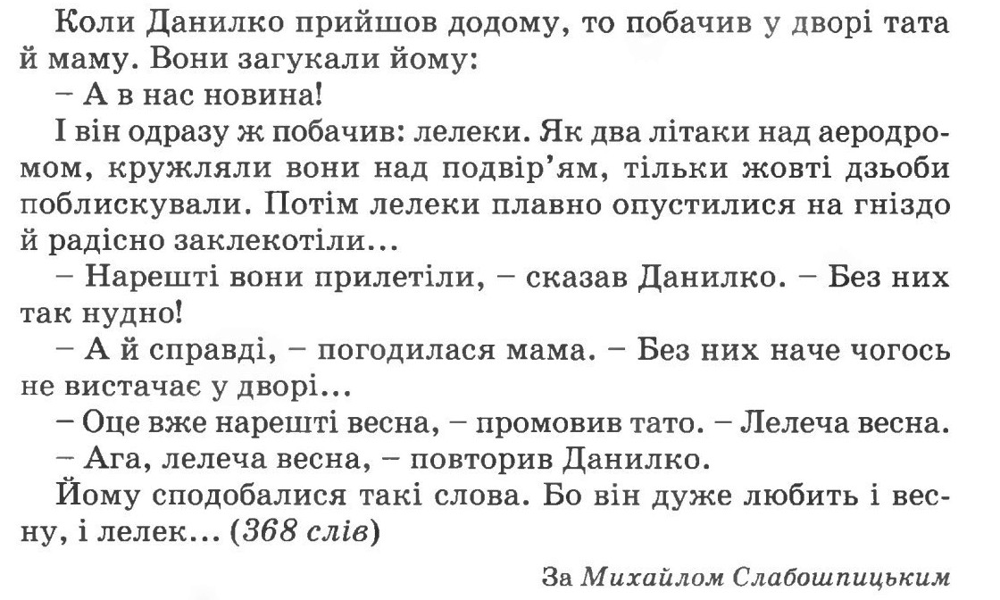 Коли Данилко прийшов додому, то побачив у дворі тата
й маму. Вони загукали йому:
– А в нас новина!
І він одразу ж побачив: лелеки. Як два літаки над аеродро-
мом, кружляли вони над подвір’ям, тільки жовті дзьоби
поблискували. Потім лелеки плавно опустилися на гніздо
й радісно заклекотіли...
– Нарешті вони прилетіли, – сказав Данилко. – Без них
так нудно!
– А й справді, – погодилася мама. – Без них наче чогось
не вистачає у дворі...
– Оце вже нарешті весна, – промовив тато. – Лелеча весна.
– Ага, лелеча весна, – повторив Данилко.
Йому сподобалися такі слова. Бо він дуже любить і вес-
ну, і лелек... (368 слів)
За Михайлом Слабошпицьким